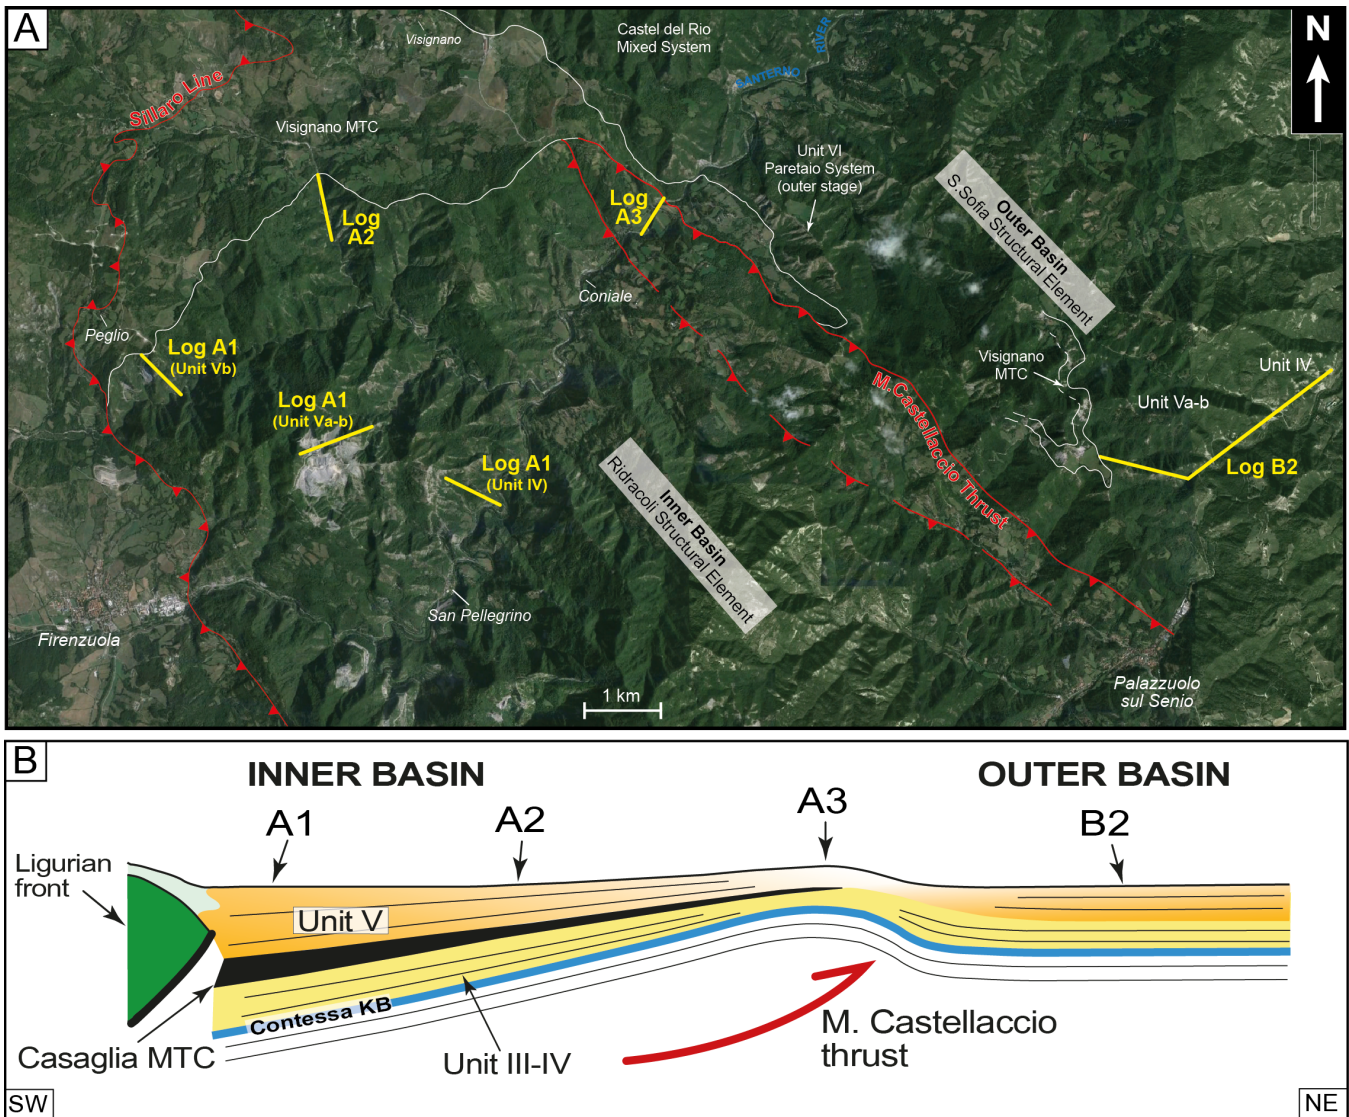 A
N
Visignano
Castel del Rio
Mixed System
SANTERNO RIVER
Sillaro Line
Visignano MTC
Unit VI
Paretaio System
(outer stage)
Log
A2
Log
A3
Outer Basin
S.Sofia Structural Element
Coniale
Peglio
Log A1
(Unit Vb)
Visignano
MTC
Unit IV
Unit Va-b
Log A1
(Unit Va-b)
M.Castellaccio Thrust
Log A1
(Unit IV)
Log B2
Inner Basin
Ridracoli Structural Element
San Pellegrino
Firenzuola
1 km
Palazzuolo
sul Senio
B
INNER BASIN
OUTER BASIN
A1
A2
A3
B2
Ligurian
front
Unit V
Contessa KB
Casaglia MTC
Unit III-IV
M. Castellaccio
thrust
SW
NE